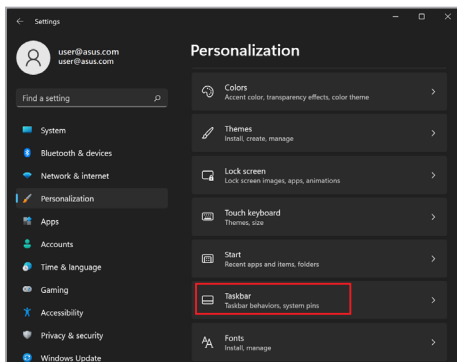 Settings
user@asus.com
user@asus.com
Find a setting
System
Bluetooth & devices
Network & internet
Personalization
Apps
Accounts
Time & language
Gaming
Accessibility
Privacy & security
Windows Update
Personalization
Colors
Accent color, transparency effects, color theme
Themes
Install, create, manage
Lock screen
Lock screen images, apps, animations
Touch keyboard
Themes, size
Start
Recent apps and items, folders
Taskbar
Taskbar behaviors, system pins
Fonts
Install, manage